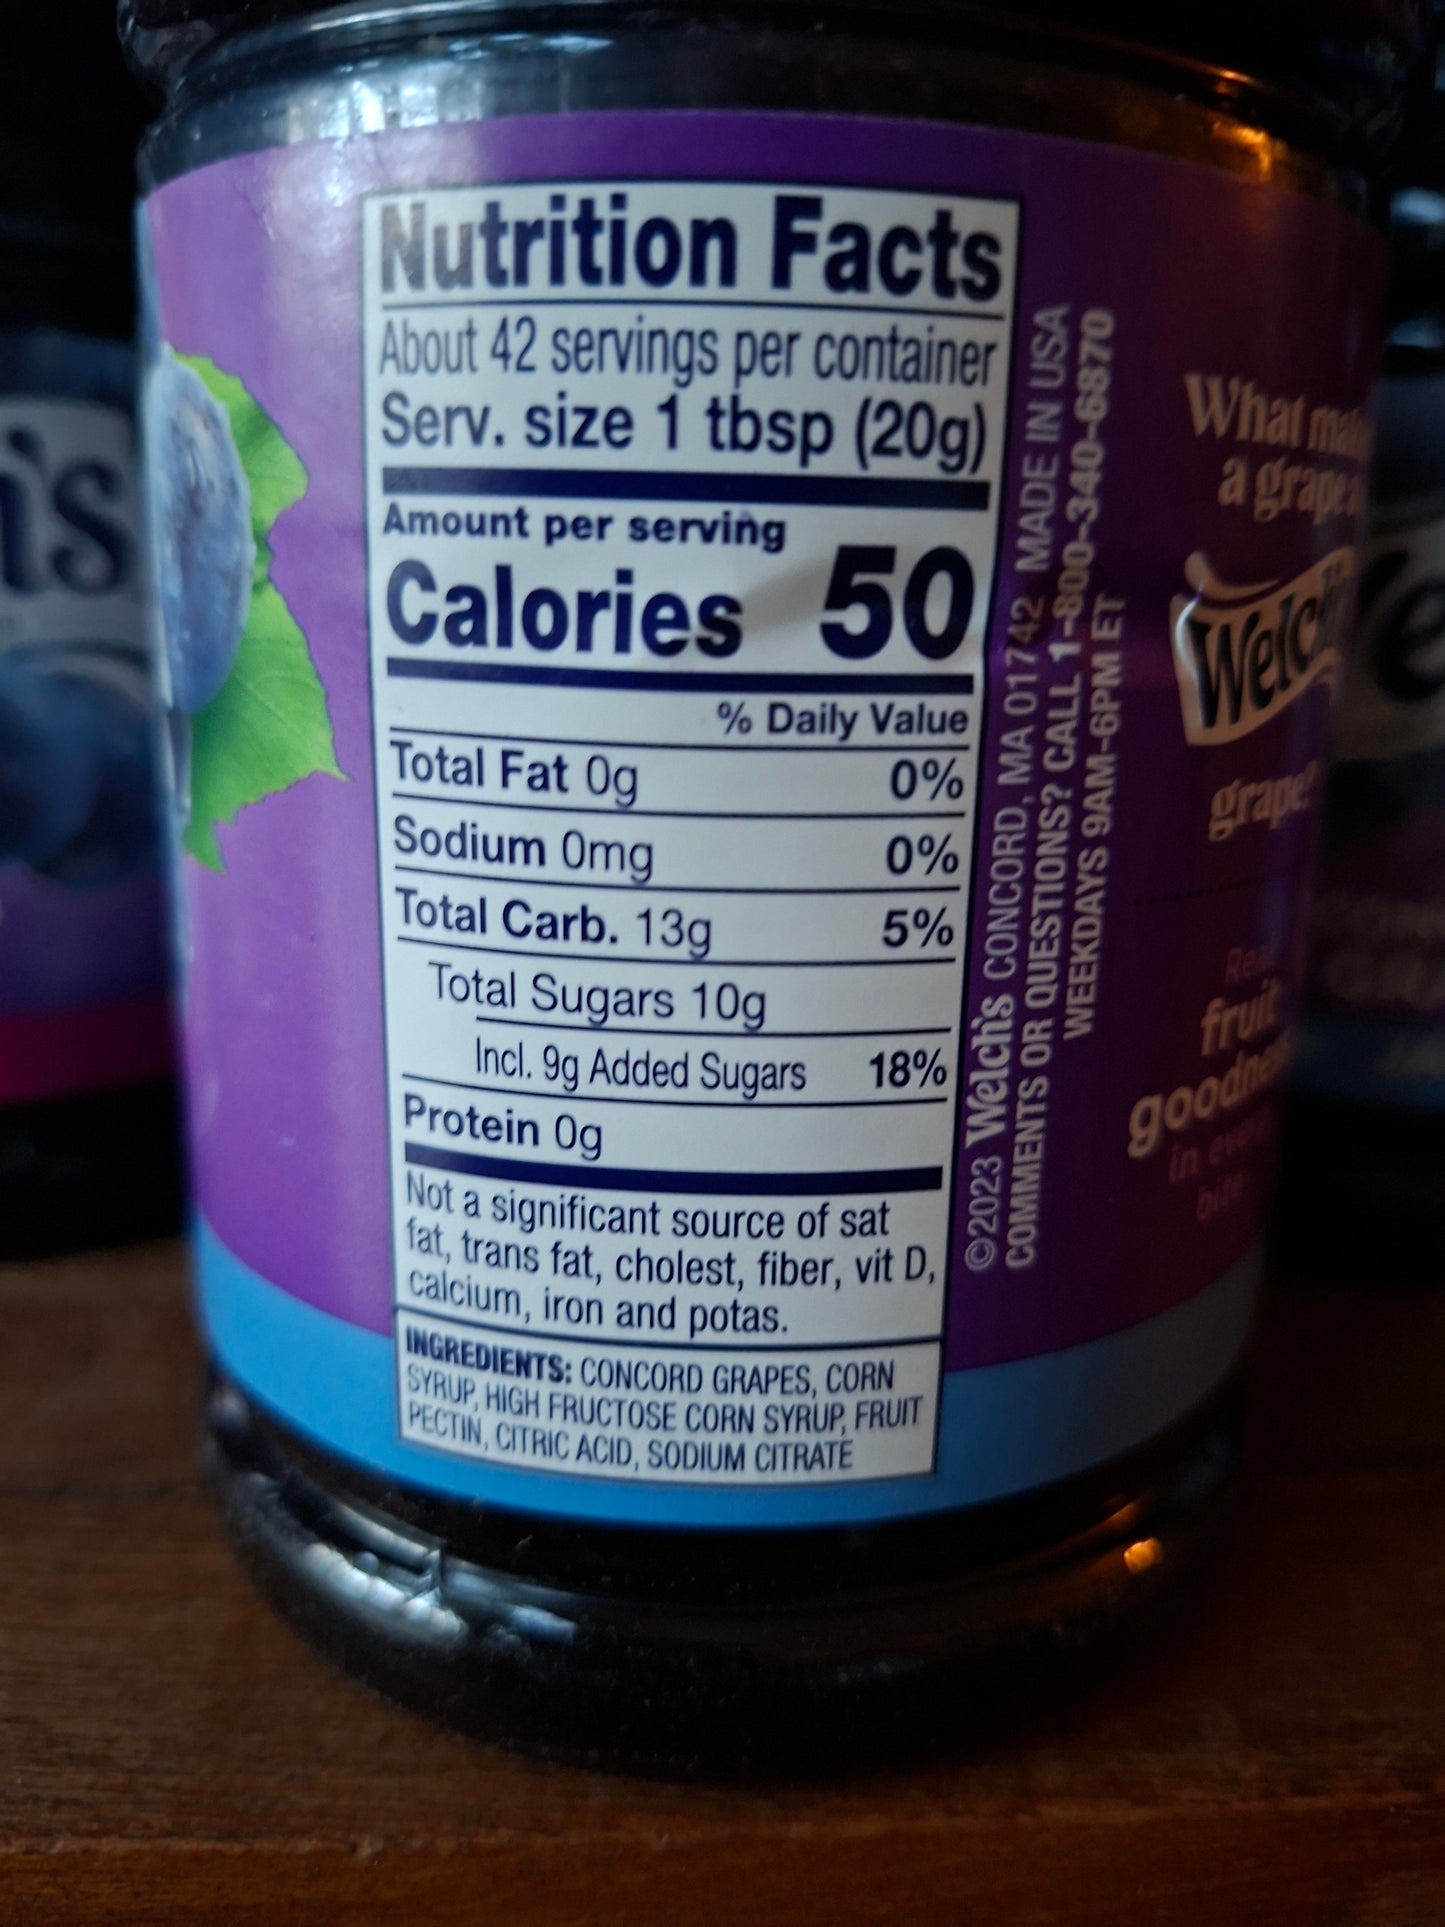 Nutrition Facts
About 42 servings per container
Serv. size 1 tbsp (20g)
Amount per serving
Calories 50
% Daily Value
Total Fat 0g 0%
Sodium 0mg 0%
Total Carb. 13g 5%
Total Sugars 10g
Incl. 9g Added Sugars 18%
Protein 0g
Not a significant source of sat
fat, trans fat, cholest, fiber, vit D,
calcium, iron and potas.
INGREDIENTS: CONCORD GRAPES, CORN
SYRUP, HIGH FRUCTOSE CORN SYRUP, FRUIT
PECTIN, CITRIC ACID, SODIUM CITRATE
©2023 Welch's CONCORD, MA 01742 MADE IN USA
COMMENTS OR QUESTIONS? CALL 1-800-340-6870
WEEKDAYS 9AM-6PM ET
What
a grape
Welch's
grape?
fruit
in